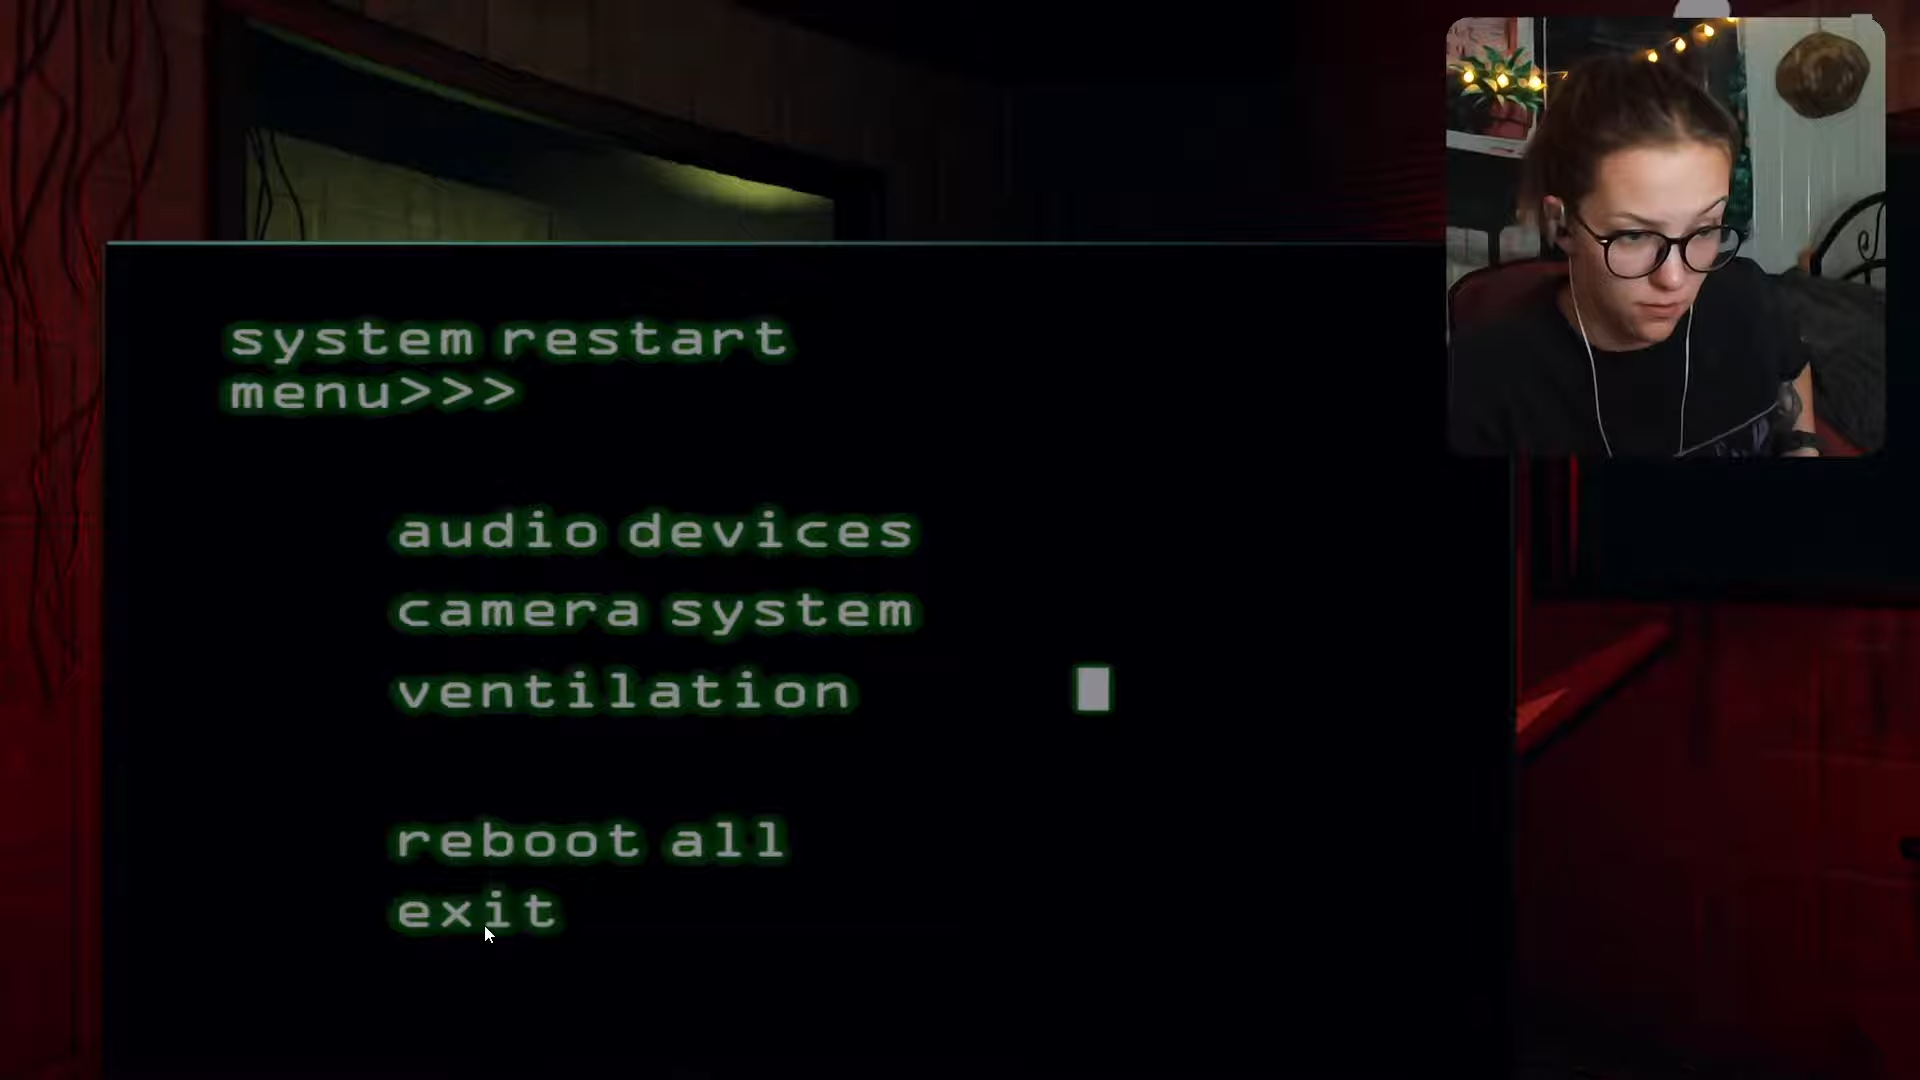 system restart
menu>>>
audio devices
camera system
ventilation
reboot all
exit